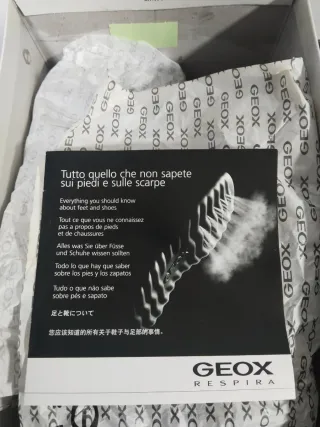 Tutto quello che non sapete
sui piedi e sulle scarpe
Everything you should know
about feet and shoes
Tout ce que vous ne connaissez
pas a propos de pieds
et de chaussures
Alles was Sie über Füsse
und Schuhe wissen sollten
Todo lo que hay que saber
sobre los pies y los zapatos
Tudo o que não sabe
sobre pés e sapato
足と靴について
您应该知道的所有关于鞋子与足部的事情。
GEOX
RESPIRA
GEOX
GEOX
GEOX
GEOX
GEOX
GEOX